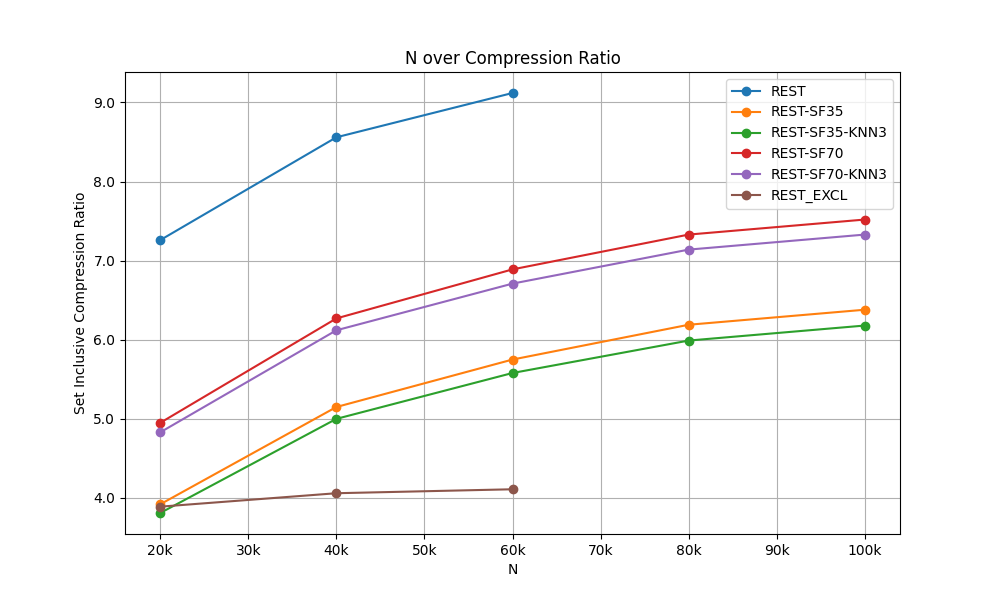 N over Compression Ratio
REST
REST-SF35
REST-SF35-KNN3
REST-SF70
REST-SF70-KNN3
REST_EXCL
Set Inclusive Compression Ratio
9.0
8.0
7.0
6.0
5.0
4.0
20k 30k 40k 50k 60k 70k 80k 90k 100k
N